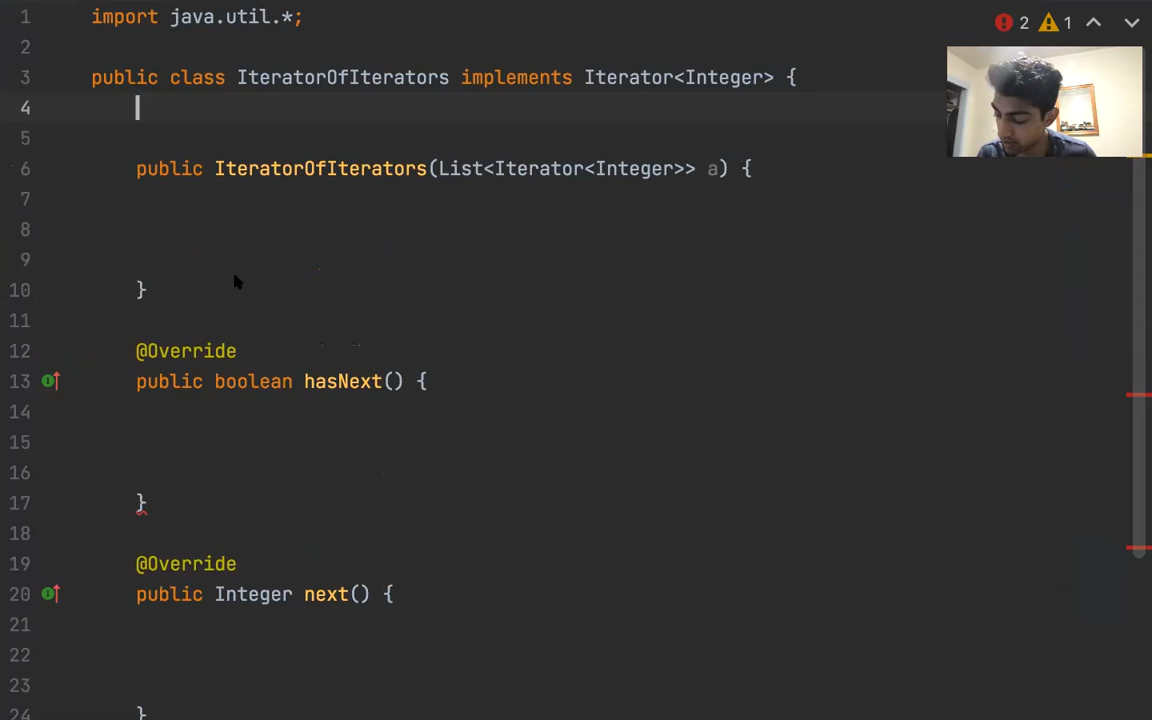 1 import java.util.*;
2
3 public class IteratorOfIterators implements Iterator<Integer> {
4
5
6 public IteratorOfIterators(List<Iterator<Integer>> a) {
7
8
9
10 }
11
12 @Override
13 public boolean hasNext() {
14
15
16
17 }
18
19 @Override
20 public Integer next() {
21
22
23
24 }
2 1